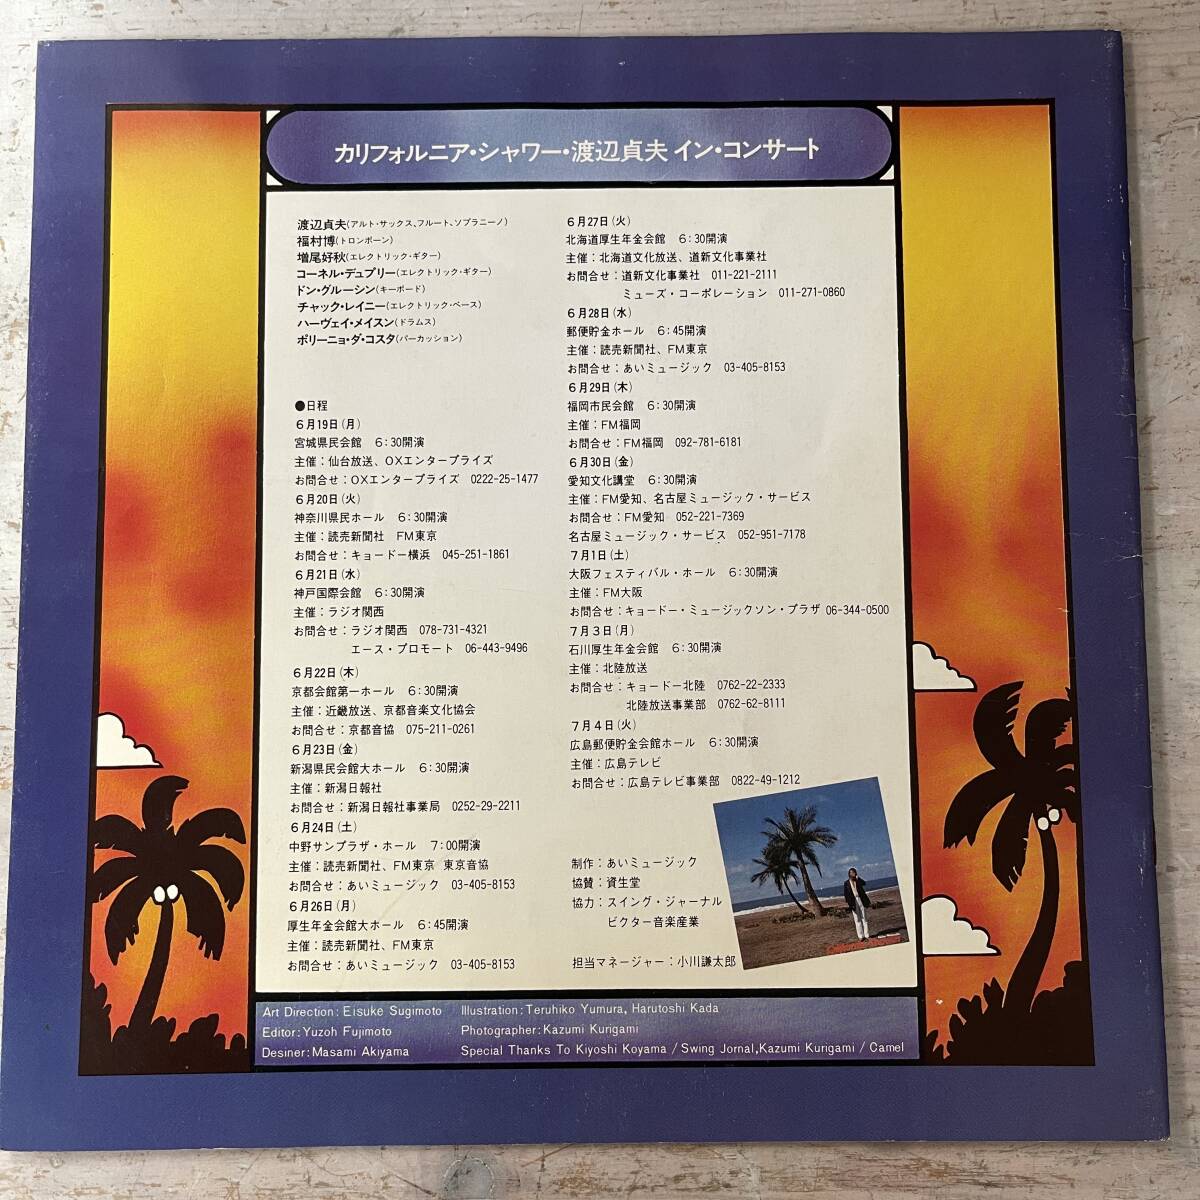 カリフォルニア・シャワー・渡辺貞夫 イン・コンサート
渡辺貞夫(アルト・サックス、フルート、ソプラニーノ)
福村博(トロンボーン)
増尾好秋(エレクトリック・ギター)
コーネル・デュプリー(エレクトリック・ギター)
ドン・グルーシン(キーボード)
チャック・レイニー(エレクトリック・ベース)
ハーヴェイ・メイスン(ドラムス)
ポリーニョ・ダ・コスタ(パーカッション)
●日程
6月19日(月)
宮城県民会館 6:30開演
主催:仙台放送、OXエンタープライズ
お問合せ:OXエンタープライズ 0222-25-1477
6月20日(火)
神奈川県民ホール 6:30開演
主催:読売新聞社 FM東京
お問合せ:キョードー横浜 045-251-1861
6月21日(水)
神戸国際会館 6:30開演
主催:ラジオ関西
お問合せ:ラジオ関西 078-731-4321
エース・プロモート 06-443-9496
6月22日(木)
京都会館第一ホール 6:30開演
主催:近畿放送、京都音楽文化協会
お問合せ:京都音協 075-211-0261
6月23日(金)
新潟県民会館大ホール 6:30開演
主催:新潟日報社
お問合せ:新潟日報社事業局 0252-29-2211
6月24日(土)
中野サンプラザ・ホール 7:00開演
主催:読売新聞社、FM東京 東京音協
お問合せ:あいミュージック 03-405-8153
6月26日(月)
厚生年金会館大ホール 6:45開演
主催:読売新聞社、FM東京
お問合せ:あいミュージック 03-405-8153
6月27日(火)
北海道厚生年金会館 6:30開演
主催:北海道文化放送、道新文化事業社
お問合せ:道新文化事業社 011-221-2111
ミューズ・コーポレーション 011-271-0860
6月28日(水)
郵便貯金ホール 6:45開演
主催:読売新聞社、FM東京
お問合せ:あいミュージック 03-405-8153
6月29日(木)
福岡市民会館 6:30開演
主催:FM福岡
お問合せ:FM福岡 092-781-6181
6月30日(金)
愛知文化講堂 6:30開演
主催:FM愛知、名古屋ミュージック・サービス
お問合せ:FM愛知 052-221-7369
名古屋ミュージック・サービス 052-951-7178
7月1日(土)
大阪フェスティバル・ホール 6:30開演
主催:FM大阪
お問合せ:キョードー・ミュージックソン・プラザ 06-344-0500
7月3日(月)
石川厚生年金会館 6:30開演
主催:北陸放送
お問合せ:キョードー北陸 0762-22-2333
北陸放送事業部 0762-62-8111
7月4日(火)
広島郵便貯金会館ホール 6:30開演
主催:広島テレビ
お問合せ:広島テレビ事業部 0822-49-1212
制作:あいミュージック
協賛:資生堂
協力:スイング・ジャーナル
ビクター音楽産業
担当マネージャー:小川謙太郎
Art Direction:Eisuke Sugimoto
Editor:Yuzoh Fujimoto
Desiner:Masami Akiyama
Illustration:Teruhiko Yumura, Harutoshi Kada
Photographer:Kazumi Kurigami
Special Thanks To Kiyoshi Koyama / Swing Jornal,Kazumi Kurigami / Camel